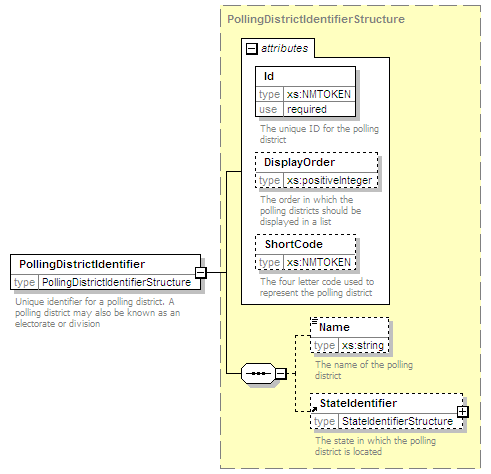 PollingDistrictIdentifierStructure
attributes
Id
type xs:NMTOKEN
use required
The unique ID for the polling
district
DisplayOrder
type xs:positiveInteger
The order in which the
polling districts should be
displayed in a list
ShortCode
type xs:NMTOKEN
The four letter code used to
represent the polling district
PollingDistrictIdentifier
type PollingDistrictIdentifierStructure
Unique identifier for a polling district. A
polling district may also be known as an
electorate or division
Name
type xs:string
The name of the polling
district
StateIdentifier
type StateIdentifierStructure
The state in which the polling
district is located